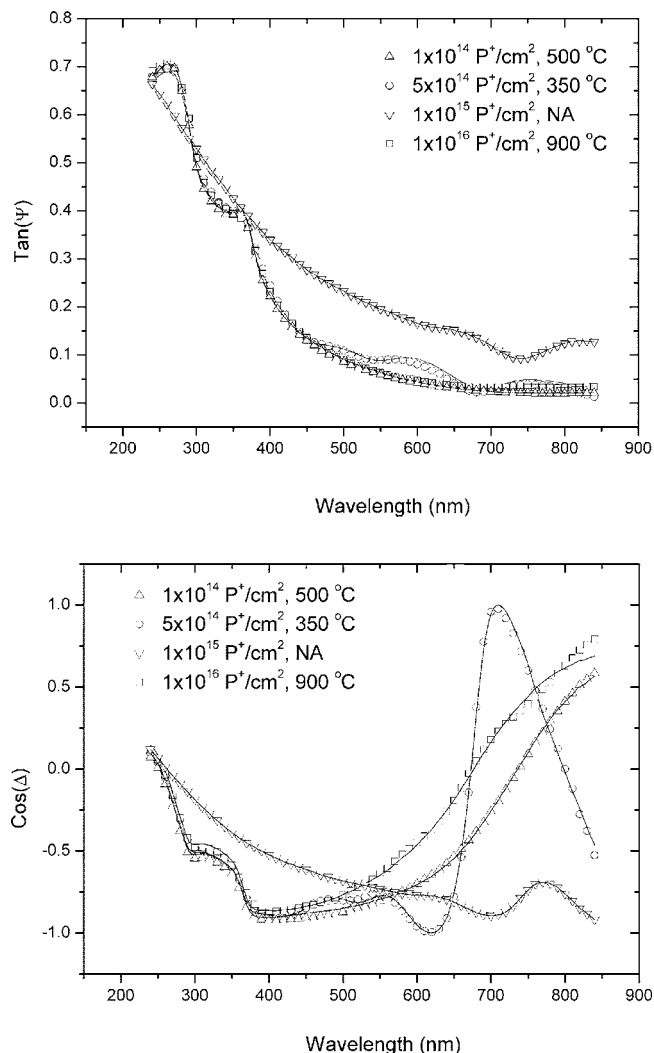 0.8
0.7
0.6
0.5
0.4
0.3
0.2
0.1
0.0
Tan(Ψ)
1x10¹⁴ P⁺/cm², 500 °C
5x10¹⁴ P⁺/cm², 350 °C
1x10¹⁵ P⁺/cm², NA
1x10¹⁶ P⁺/cm², 900 °C
200 300 400 500 600 700 800 900
Wavelength (nm)
1.0
0.5
0.0
-0.5
-1.0
Cos(Δ)
1x10¹⁴ P⁺/cm², 500 °C
5x10¹⁴ P⁺/cm², 350 °C
1x10¹⁵ P⁺/cm², NA
1x10¹⁶ P⁺/cm², 900 °C
200 300 400 500 600 700 800 900
Wavelength (nm)